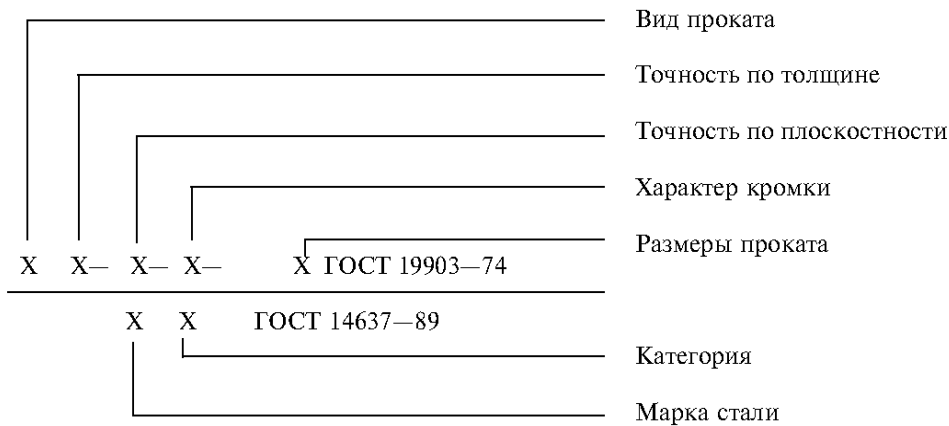 Вид проката
Точность по толщине
Точность по плоскостности
Характер кромки
Размеры проката
Х Х— Х— Х— Х ГОСТ 19903—74
Х Х ГОСТ 14637—89
Категория
Марка стали